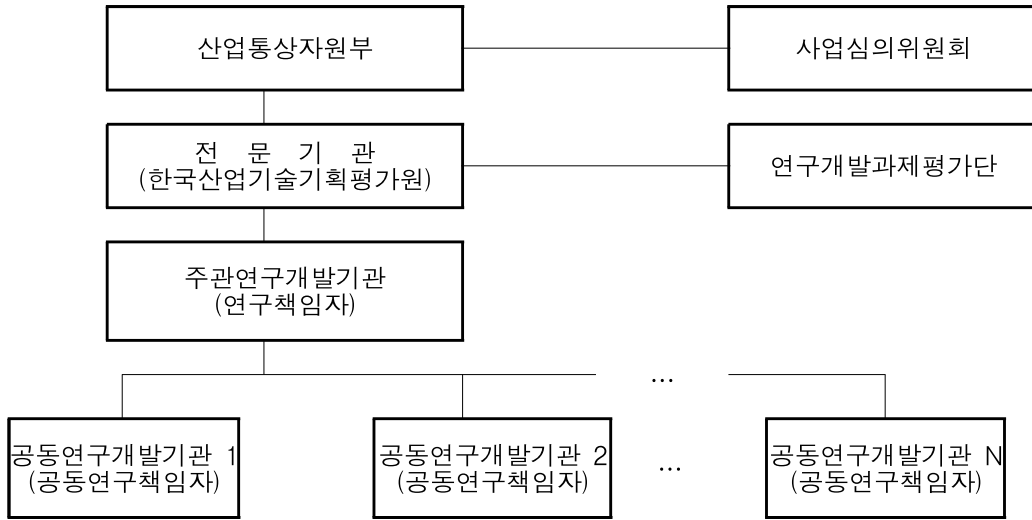 산업통상자원부
사업심의위원회
전 문 기 관
(한국산업기술기획평가원)
연구개발과제평가단
주관연구개발기관
(연구책임자)
...
공동연구개발기관 1
(공동연구책임자)
공동연구개발기관 2
(공동연구책임자)
...
공동연구개발기관 N
(공동연구책임자)